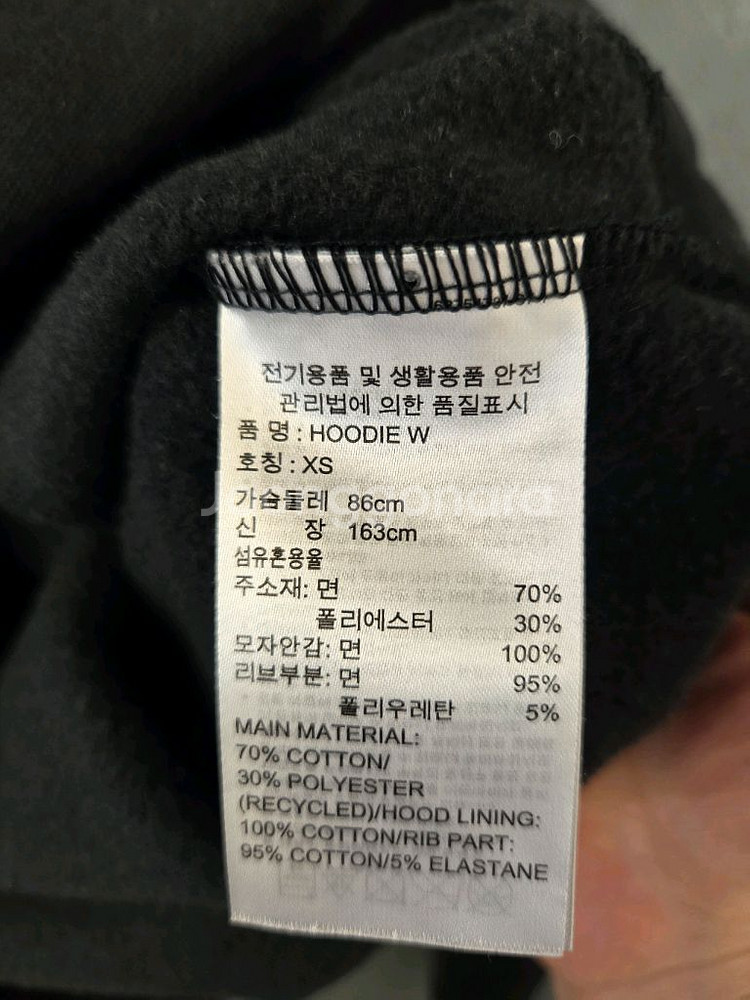 전기용품 및 생활용품 안전
관리법에 의한 품질표시
품 명 : HOODIE W
호칭 : XS
가슴둘레 86cm
신 장 163cm
섬유혼용율
주소재: 면 70%
폴리에스터 30%
모자안감: 면 100%
리브부분: 면 95%
폴리우레탄 5%
MAIN MATERIAL:
70% COTTON/
30% POLYESTER
(RECYCLED)/HOOD LINING:
100% COTTON/RIB PART:
95% COTTON/5% ELASTANE